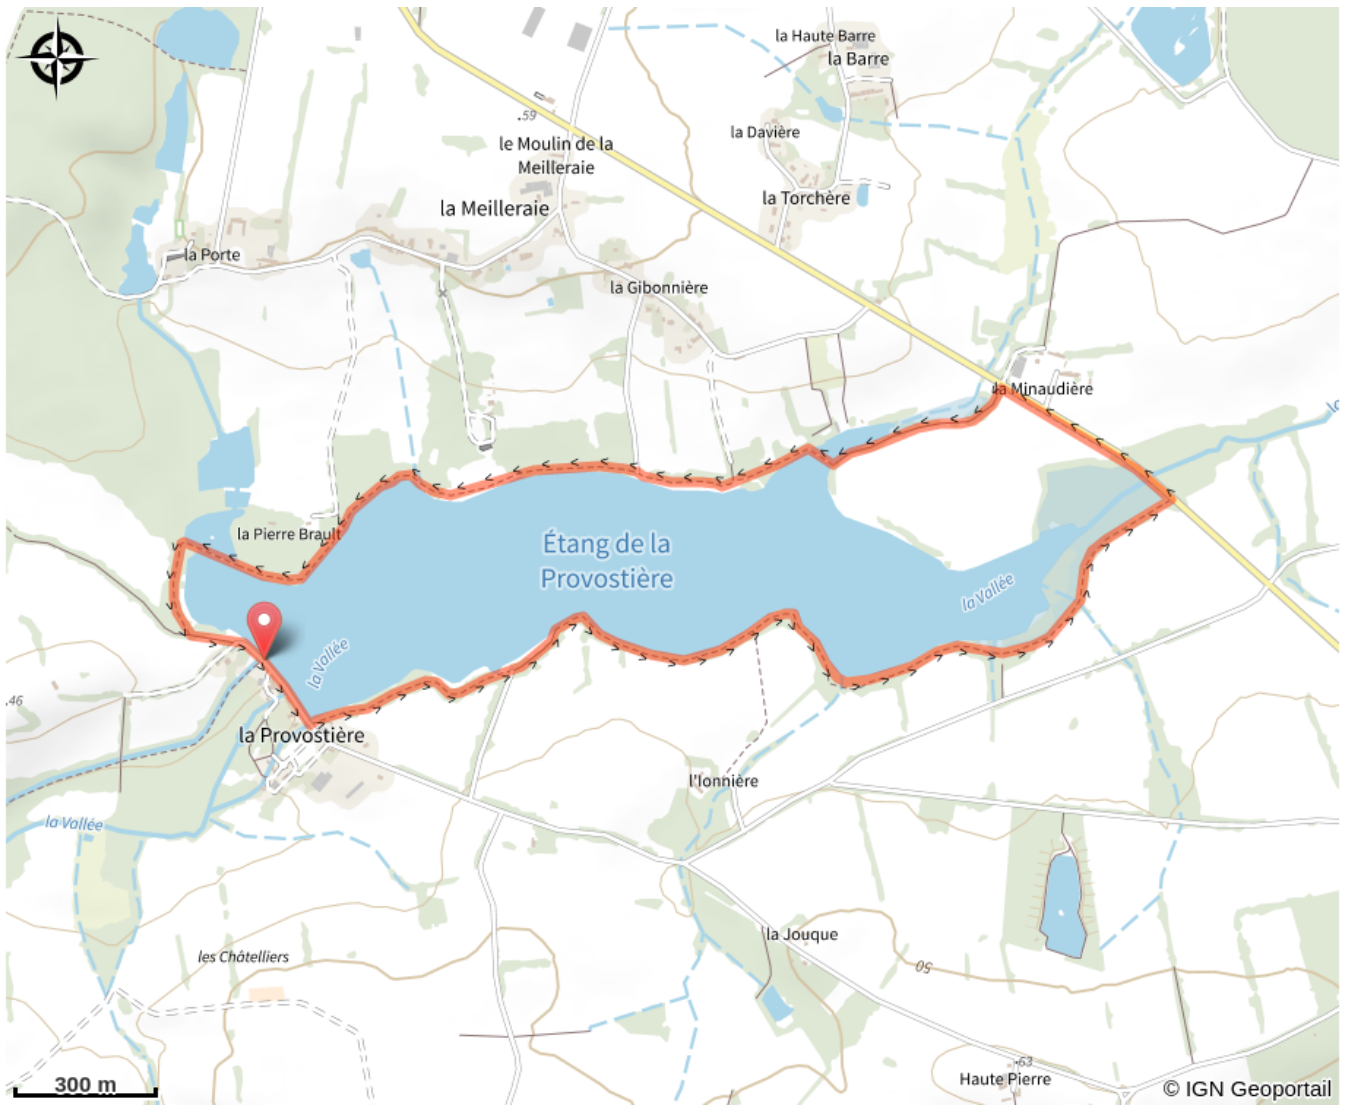 la Haute Barre
la Barre
.59
la Davière
le Moulin de la
Meilleraie
la Torchère
la Meilleraie
la Porte
la Gibonnière
la Minaudière
la Pierre Brault
Étang de la
Provostière
la Vallée
la Vallée
.46
la Provostière
l'Ionnière
la Vallée
la Jouque
les Châtelliers
50
.63
Haute Pierre
300 m
© IGN Geoportail